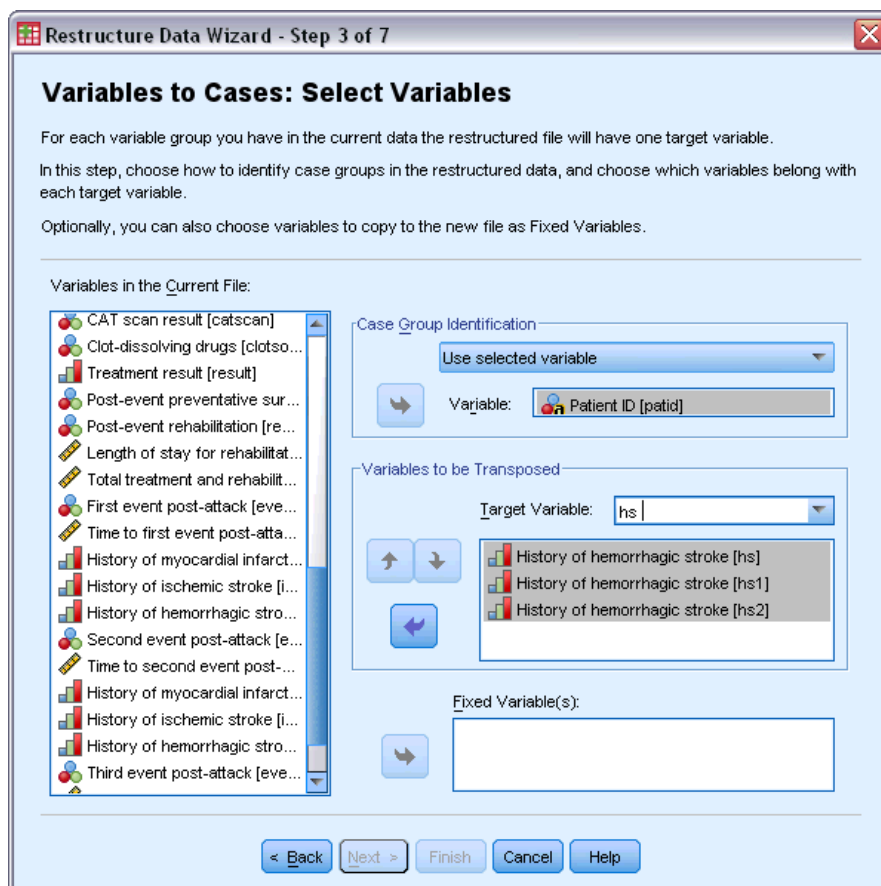 Restructure Data Wizard - Step 3 of 7
Variables to Cases: Select Variables
For each variable group you have in the current data the restructured file will have one target variable.
In this step, choose how to identify case groups in the restructured data, and choose which variables belong with
each target variable.
Optionally, you can also choose variables to copy to the new file as Fixed Variables.
Variables in the Current File:
CAT scan result [catscan]
Clot-dissolving drugs [clotso...
Treatment result [result]
Post-event preventative sur...
Post-event rehabilitation [re...
Length of stay for rehabilitat...
Total treatment and rehabilit...
First event post-attack [eve...
Time to first event post-atta...
History of myocardial infarct...
History of ischemic stroke [i...
History of hemorrhagic stro...
Second event post-attack [e...
Time to second event post-...
History of myocardial infarct...
History of ischemic stroke [i...
History of hemorrhagic stro...
Third event post-attack [eve...
Case Group Identification
Use selected variable
Variable:
Patient ID [patid]
Variables to be Transposed
Target Variable:
hs
History of hemorrhagic stroke [hs]
History of hemorrhagic stroke [hs1]
History of hemorrhagic stroke [hs2]
Fixed Variable(s):
< Back
Next >
Finish
Cancel
Help